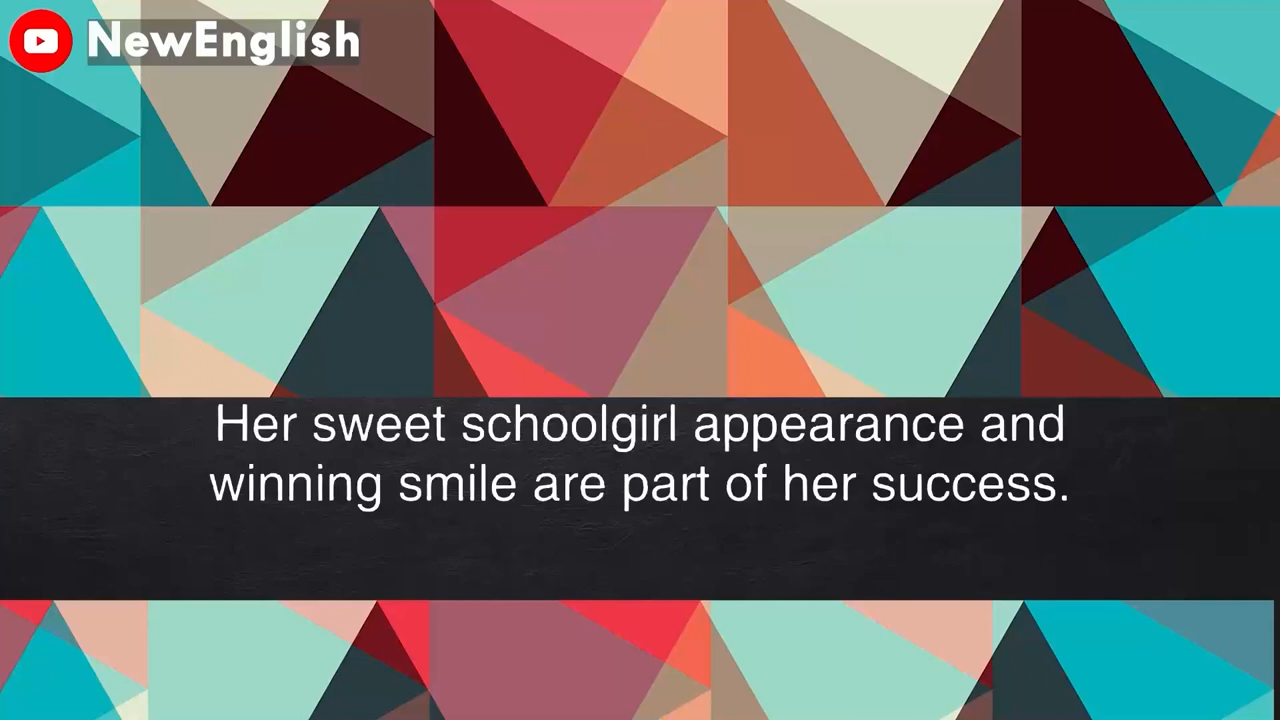 NewEnglish
Her sweet schoolgirl appearance and
winning smile are part of her success.